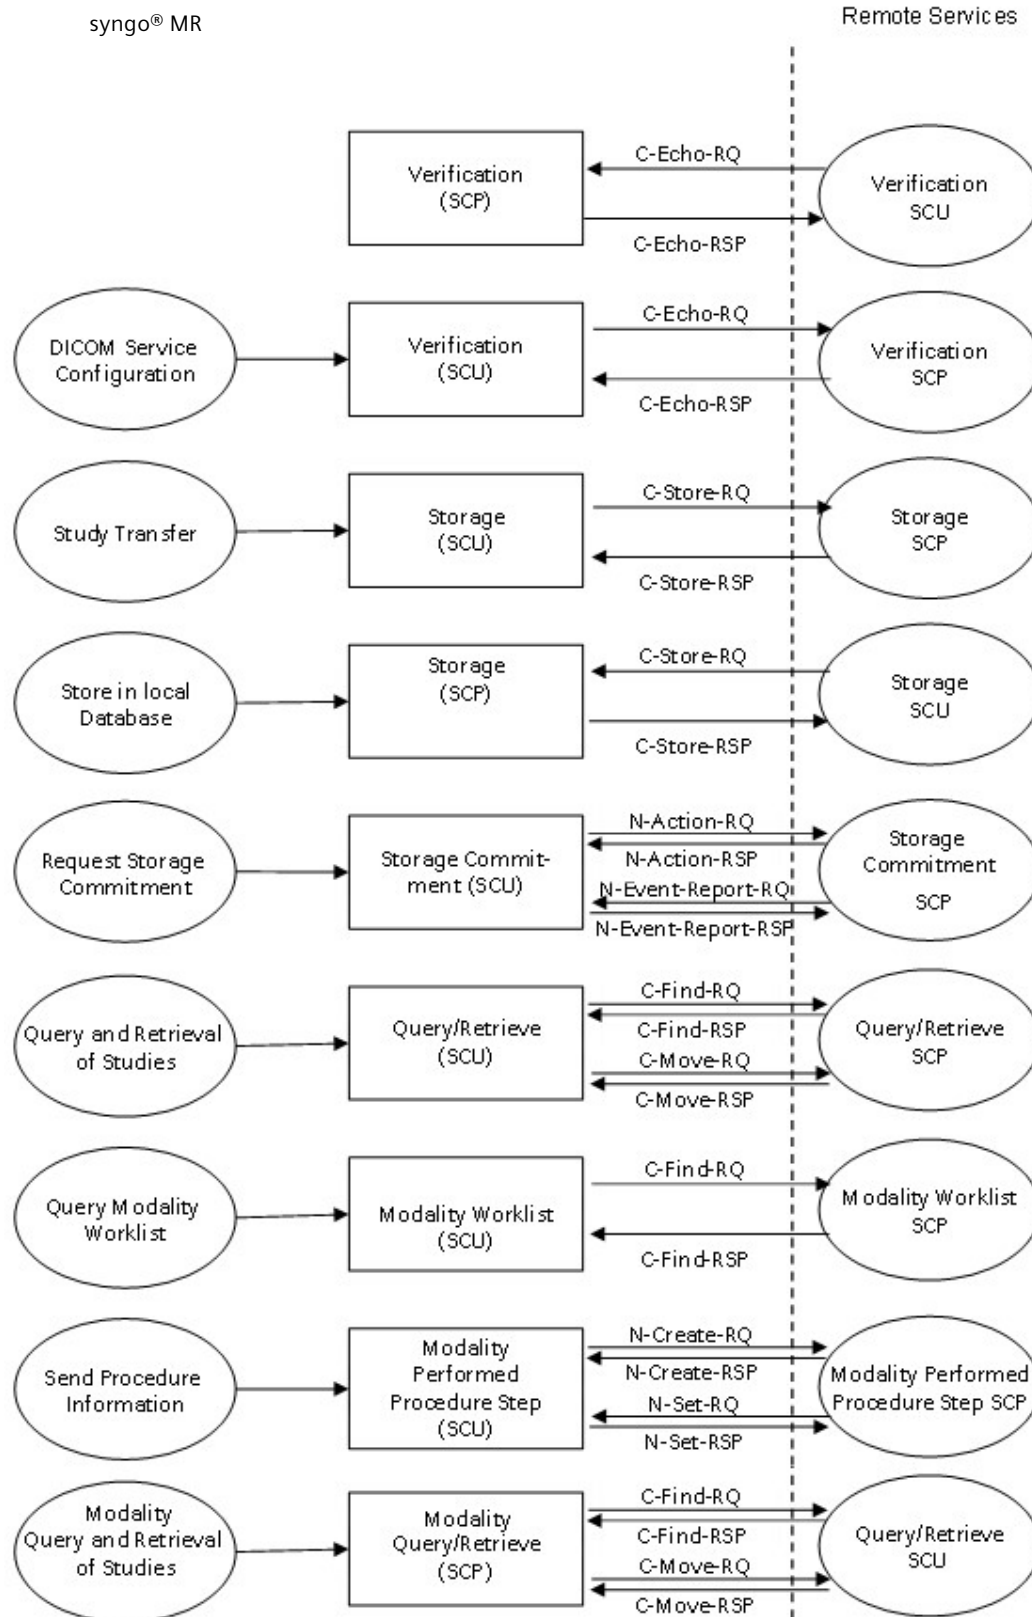 syngo® MR
Remote Services
Verification
(SCP)
C-Echo-RQ
C-Echo-RSP
Verification
SCU
DICOM Service
Configuration
Verification
(SCU)
C-Echo-RQ
C-Echo-RSP
Verification
SCP
Study Transfer
Storage
(SCU)
C-Store-RQ
C-Store-RSP
Storage
SCP
Store in local
Database
Storage
(SCP)
C-Store-RQ
C-Store-RSP
Storage
SCU
Request Storage
Commitment
Storage Commit-
ment (SCU)
N-Action-RQ
N-Action-RSP
N-Event-Report-RQ
N-Event-Report-RSP
Storage
Commitment
SCP
Query and Retrieval
of Studies
Query/Retrieve
(SCU)
C-Find-RQ
C-Find-RSP
C-Move-RQ
C-Move-RSP
Query/Retrieve
SCP
Query Modality
Worklist
Modality Worklist
(SCU)
C-Find-RQ
C-Find-RSP
Modality Worklist
SCP
Send Procedure
Information
Modality
Performed
Procedure Step
(SCU)
N-Create-RQ
N-Create-RSP
N-Set-RQ
N-Set-RSP
Modality Performed
Procedure Step SCP
Modality
Query and Retrieval
of Studies
Modality
Query/Retrieve
(SCP)
C-Find-RQ
C-Find-RSP
C-Move-RQ
C-Move-RSP
Query/Retrieve
SCU